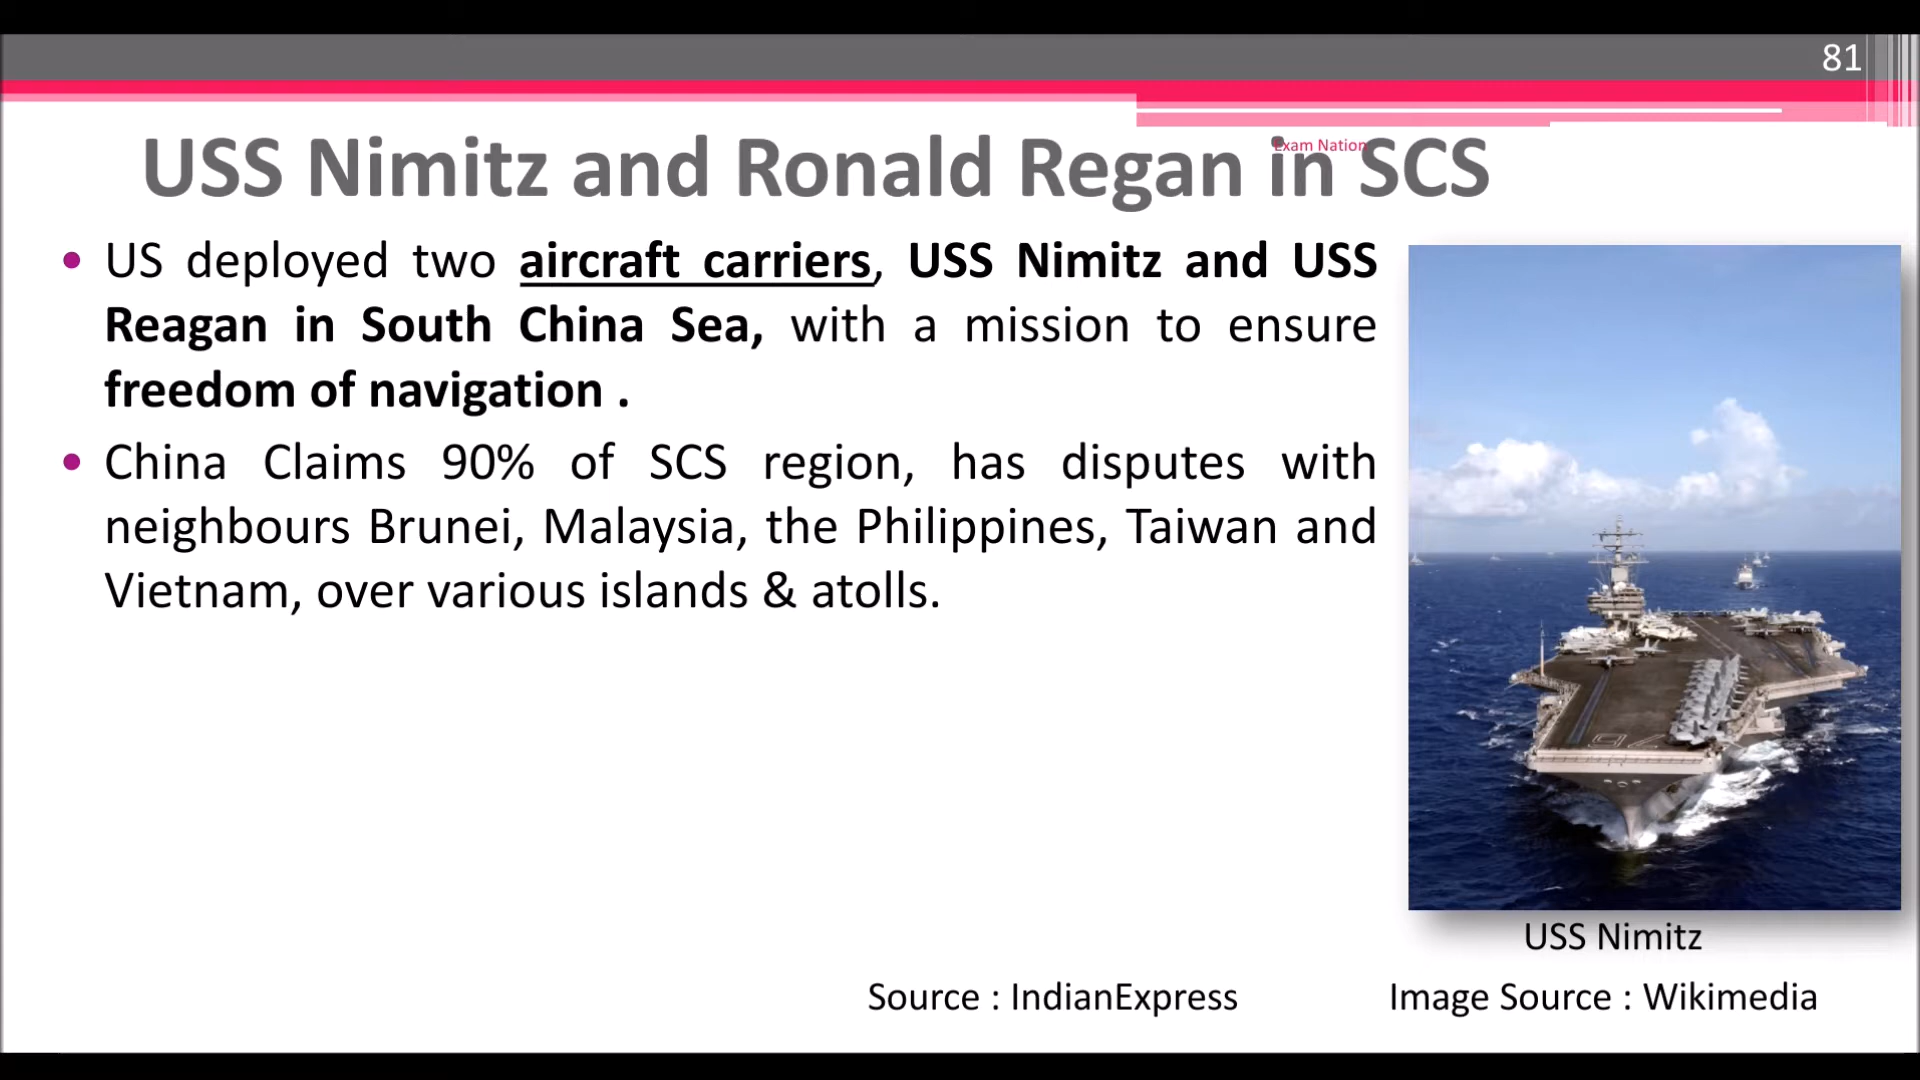 81
Exam Nation
USS Nimitz and Ronald Regan in SCS
• US deployed two aircraft carriers, USS Nimitz and USS
Reagan in South China Sea, with a mission to ensure
freedom of navigation .
• China Claims 90% of SCS region, has disputes with
neighbours Brunei, Malaysia, the Philippines, Taiwan and
Vietnam, over various islands & atolls.
USS Nimitz
Source : IndianExpress
Image Source : Wikimedia